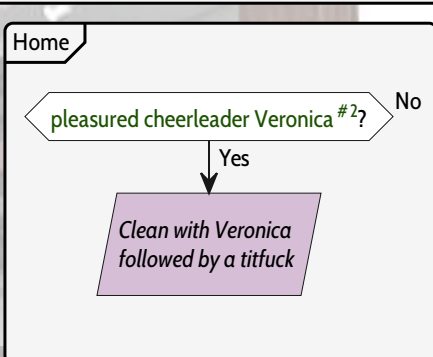 Home
pleasured cheerleader Veronica #2?
No
Yes
Clean with Veronica
followed by a titfuck